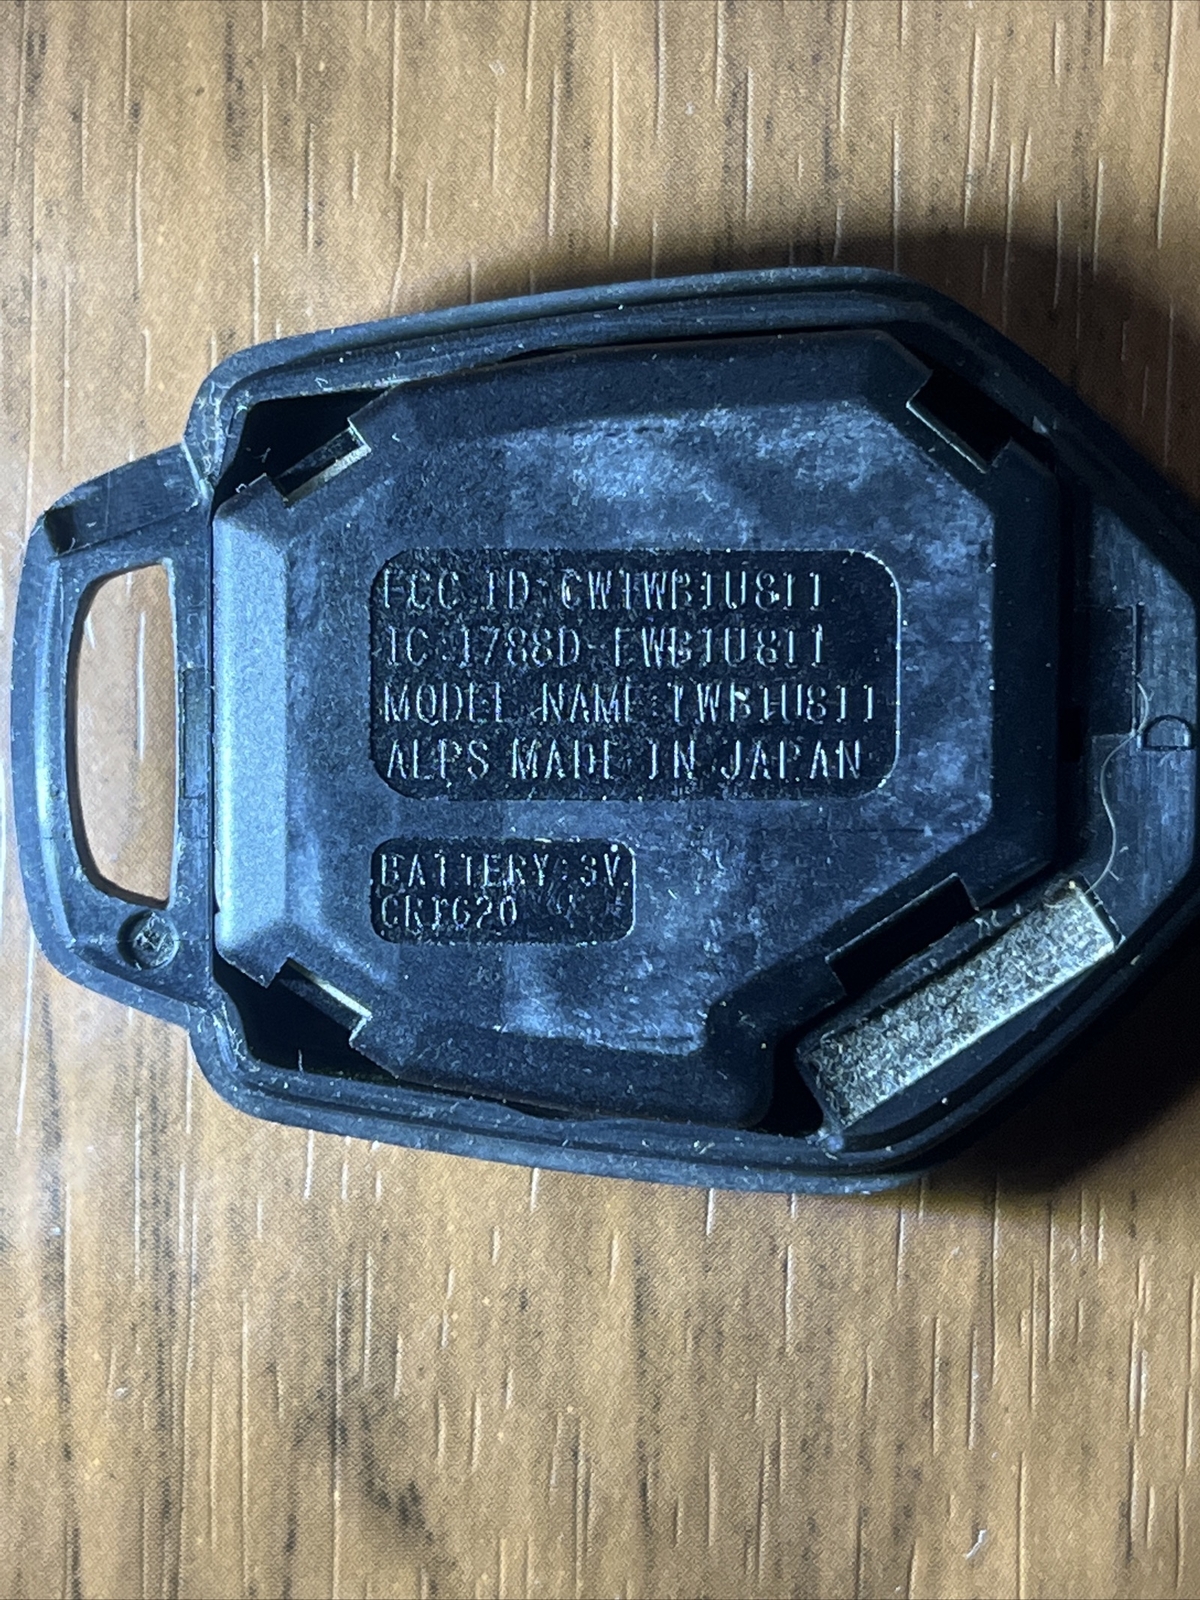 FCC ID:CWTWB1U811
IC:1788D-FWB1U811
MODEL NAME:TWB1U811
ALPS MADE IN JAPAN
BATTERY:3V
CR1620
D